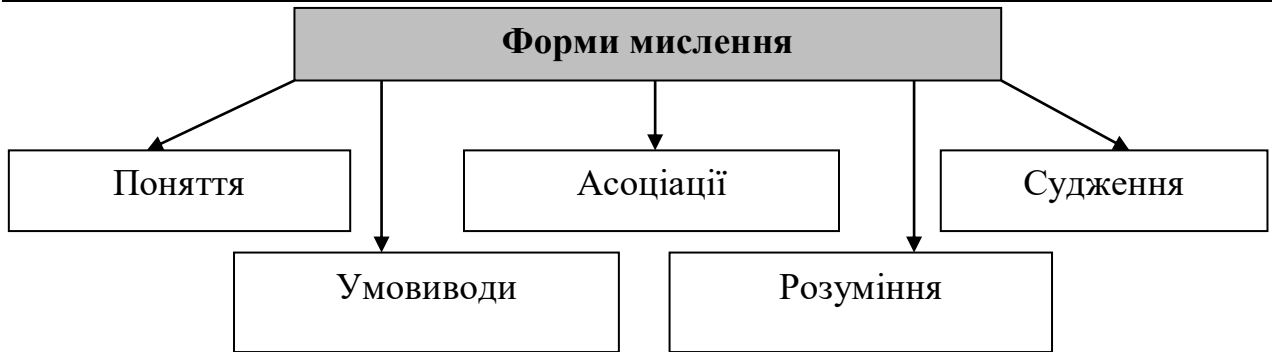 Форми мислення
Поняття
Асоціації
Судження
Умовиводи
Розуміння